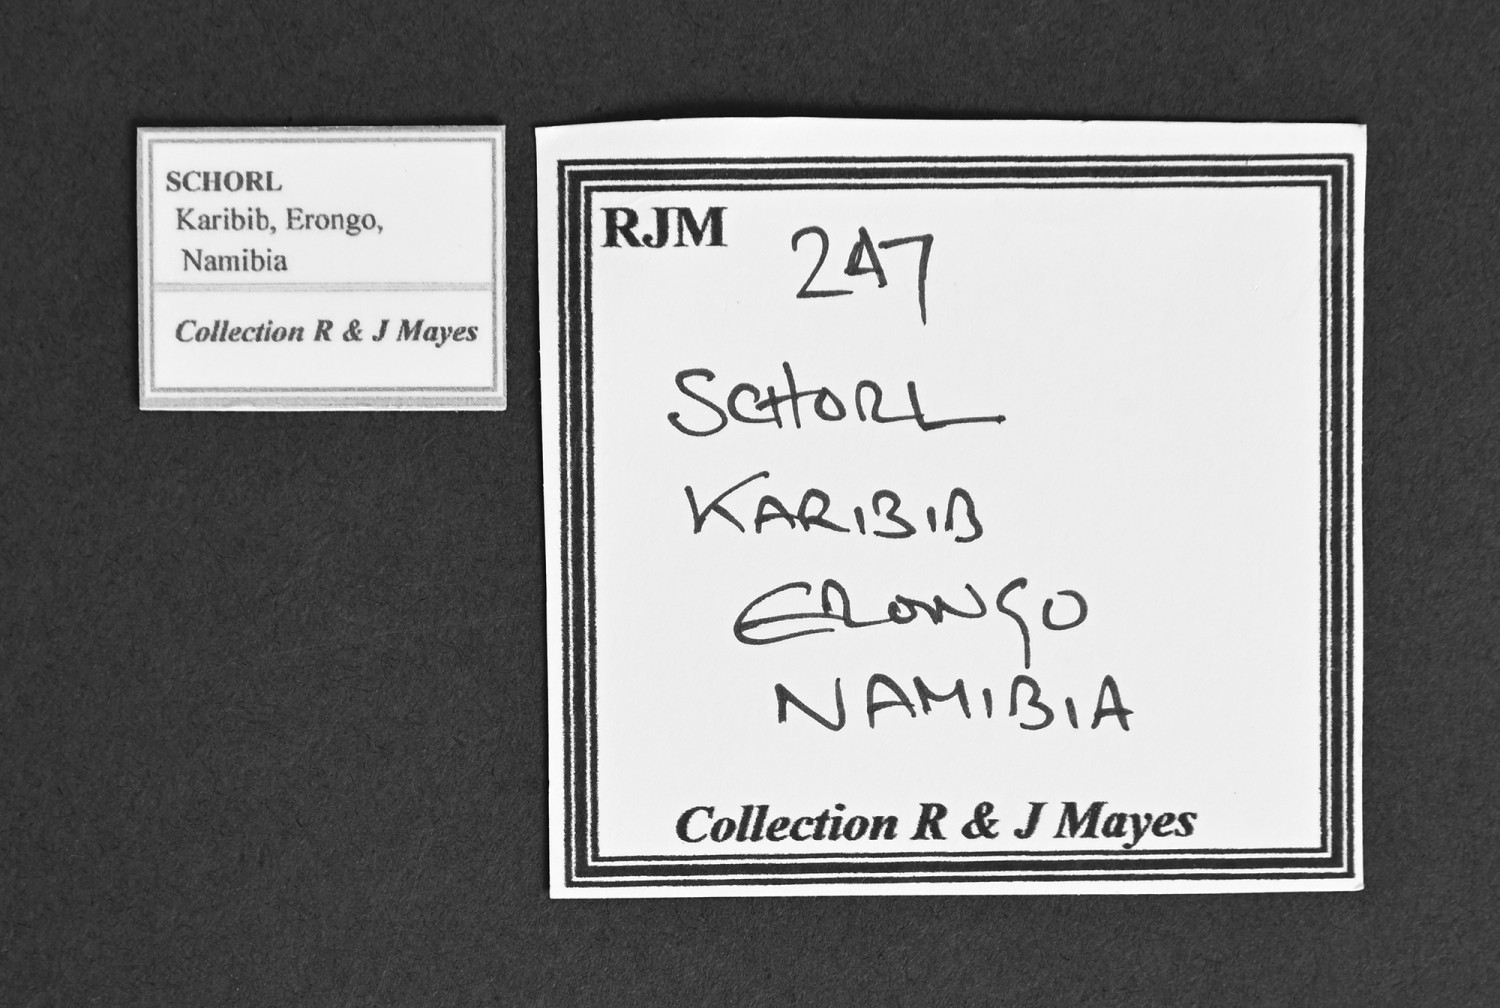 SCHORL
Karibib, Erongo,
Namibia
Collection R & J Mayes
RJM 247
SCHORL
KARIBIB
ERONGO
NAMIBIA
Collection R & J Mayes